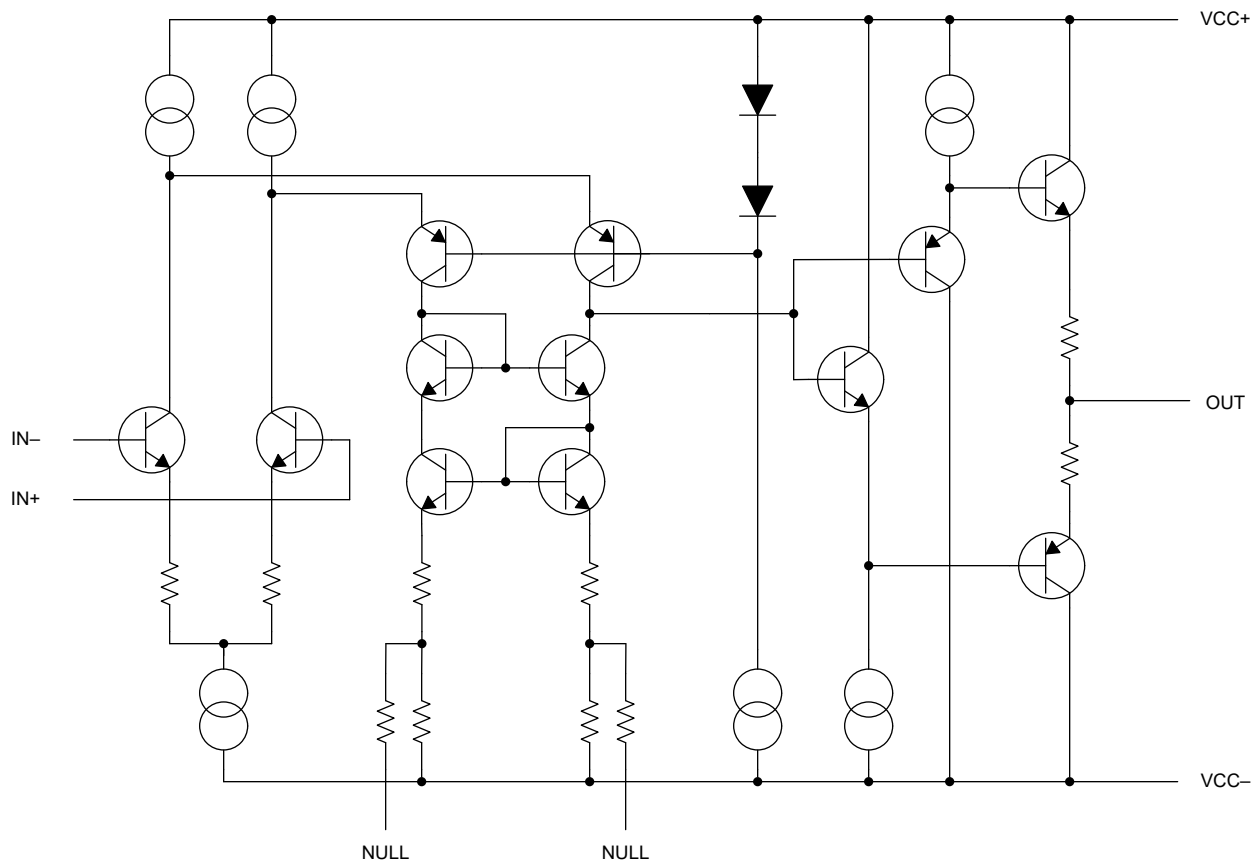 VCC+
OUT
IN–
IN+
VCC–
NULL
NULL